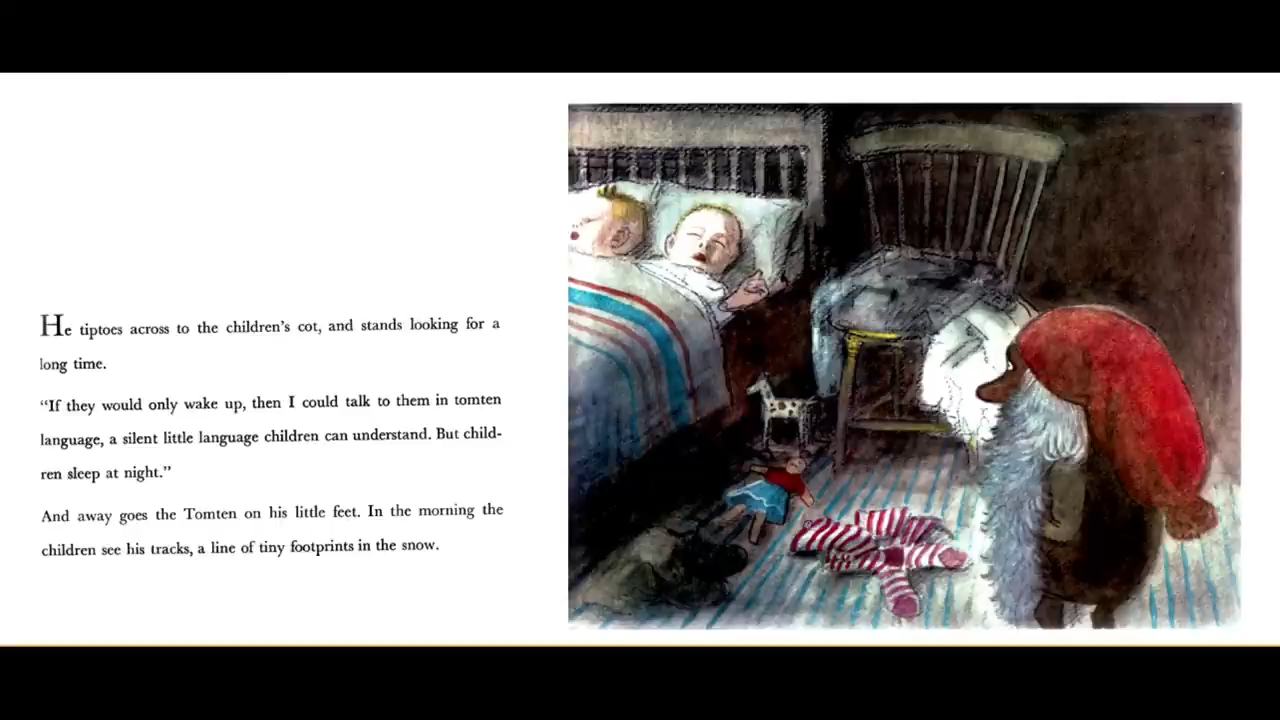 He tiptoes across to the children's cot, and stands looking for a
long time.
“If they would only wake up, then I could talk to them in tomten
language, a silent little language children can understand. But child-
ren sleep at night.”
And away goes the Tomten on his little feet. In the morning the
children see his tracks, a line of tiny footprints in the snow.